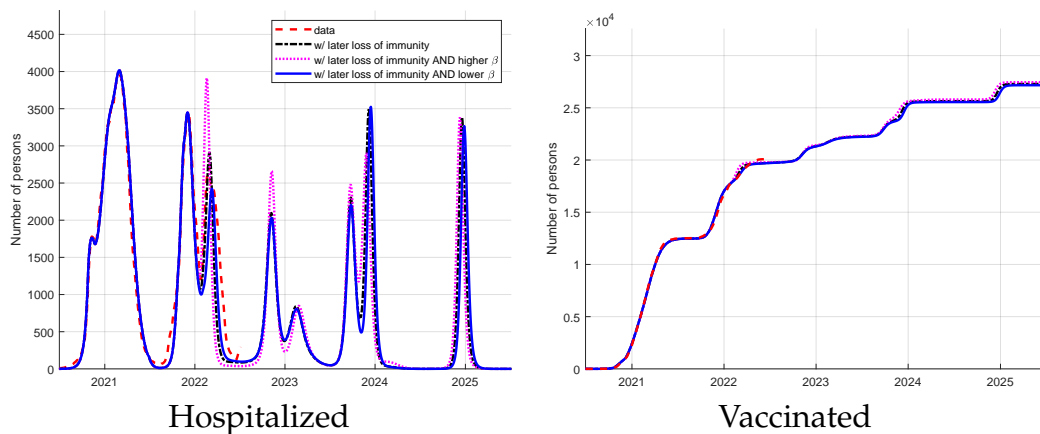 4500
4000
3500
3000
2500
2000
1500
1000
500
0
Number of persons
2021 2022 2023 2024 2025
data
w/ later loss of immunity
w/ later loss of immunity AND higher β
w/ later loss of immunity AND lower β
Hospitalized
×10⁴
3
2.5
2
1.5
1
0.5
0
Number of persons
2021 2022 2023 2024 2025
Vaccinated